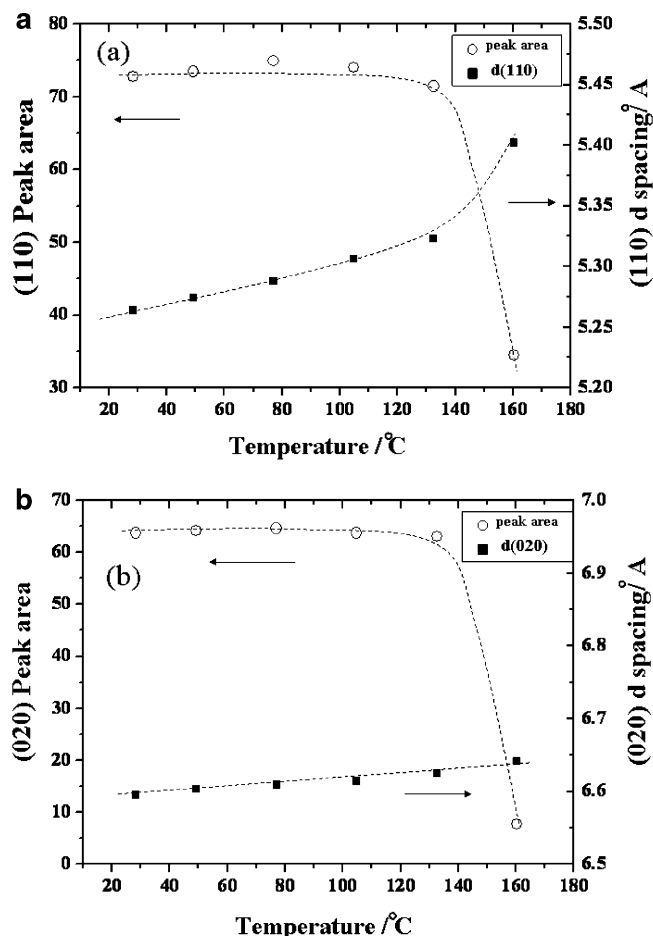 a
(a)
peak area
d(110)
80
70
60
50
40
30
(110) Peak area
5.50
5.45
5.40
5.35
5.30
5.25
5.20
(110) d spacing/ Å
20 40 60 80 100 120 140 160 180
Temperature /°C
b
(b)
peak area
d(020)
70
60
50
40
30
20
10
0
(020) Peak area
7.0
6.9
6.8
6.7
6.6
6.5
(020) d spacing/ Å
20 40 60 80 100 120 140 160 180
Temperature /°C